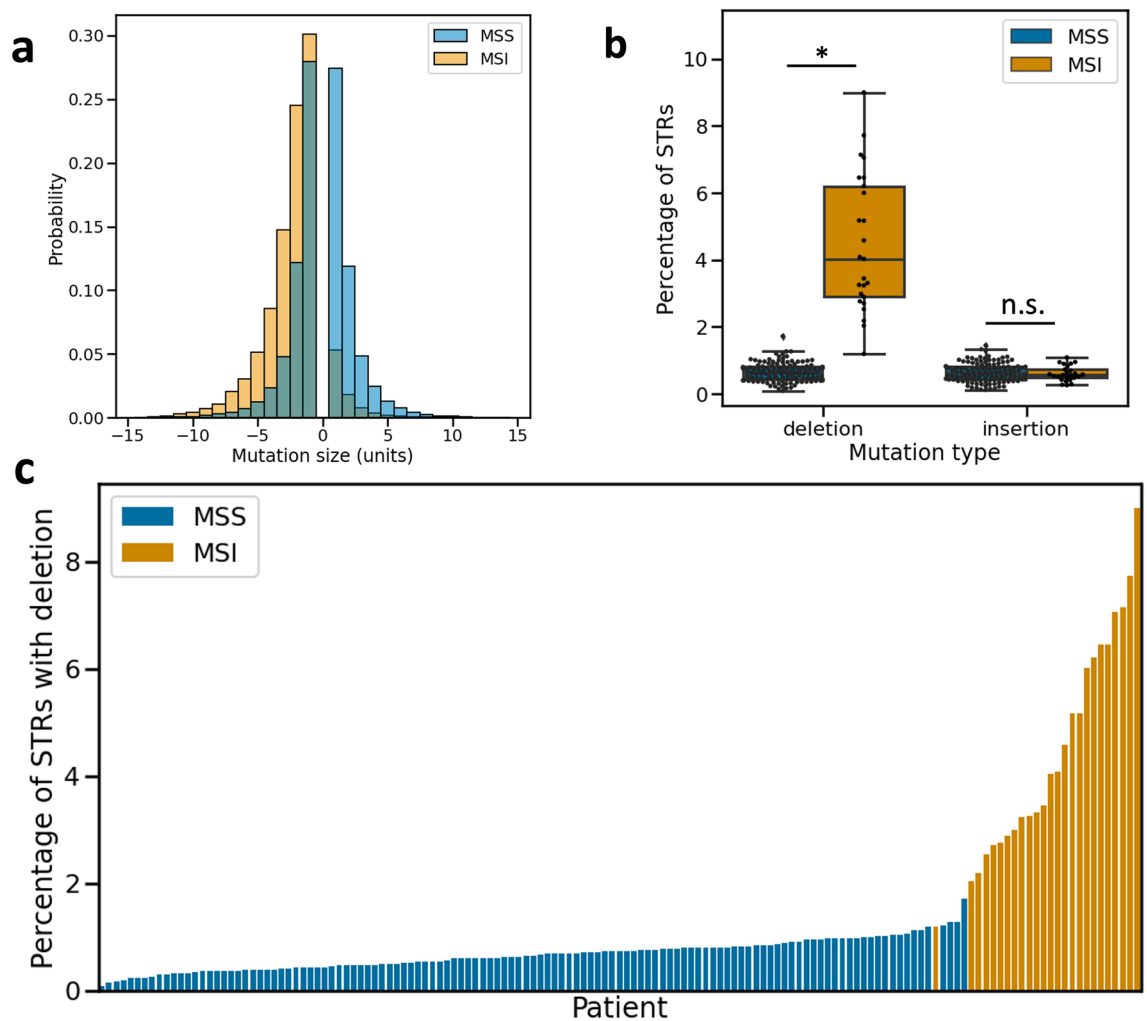 a
MSS
MSI
Probability
0.30
0.25
0.20
0.15
0.10
0.05
0.00
−15 −10 −5 0 5 10 15
Mutation size (units)
b
MSS
MSI
*
n.s.
Percentage of STRs
10
8
6
4
2
0
deletion insertion
Mutation type
c
MSS
MSI
Percentage of STRs with deletion
8
6
4
2
0
Patient